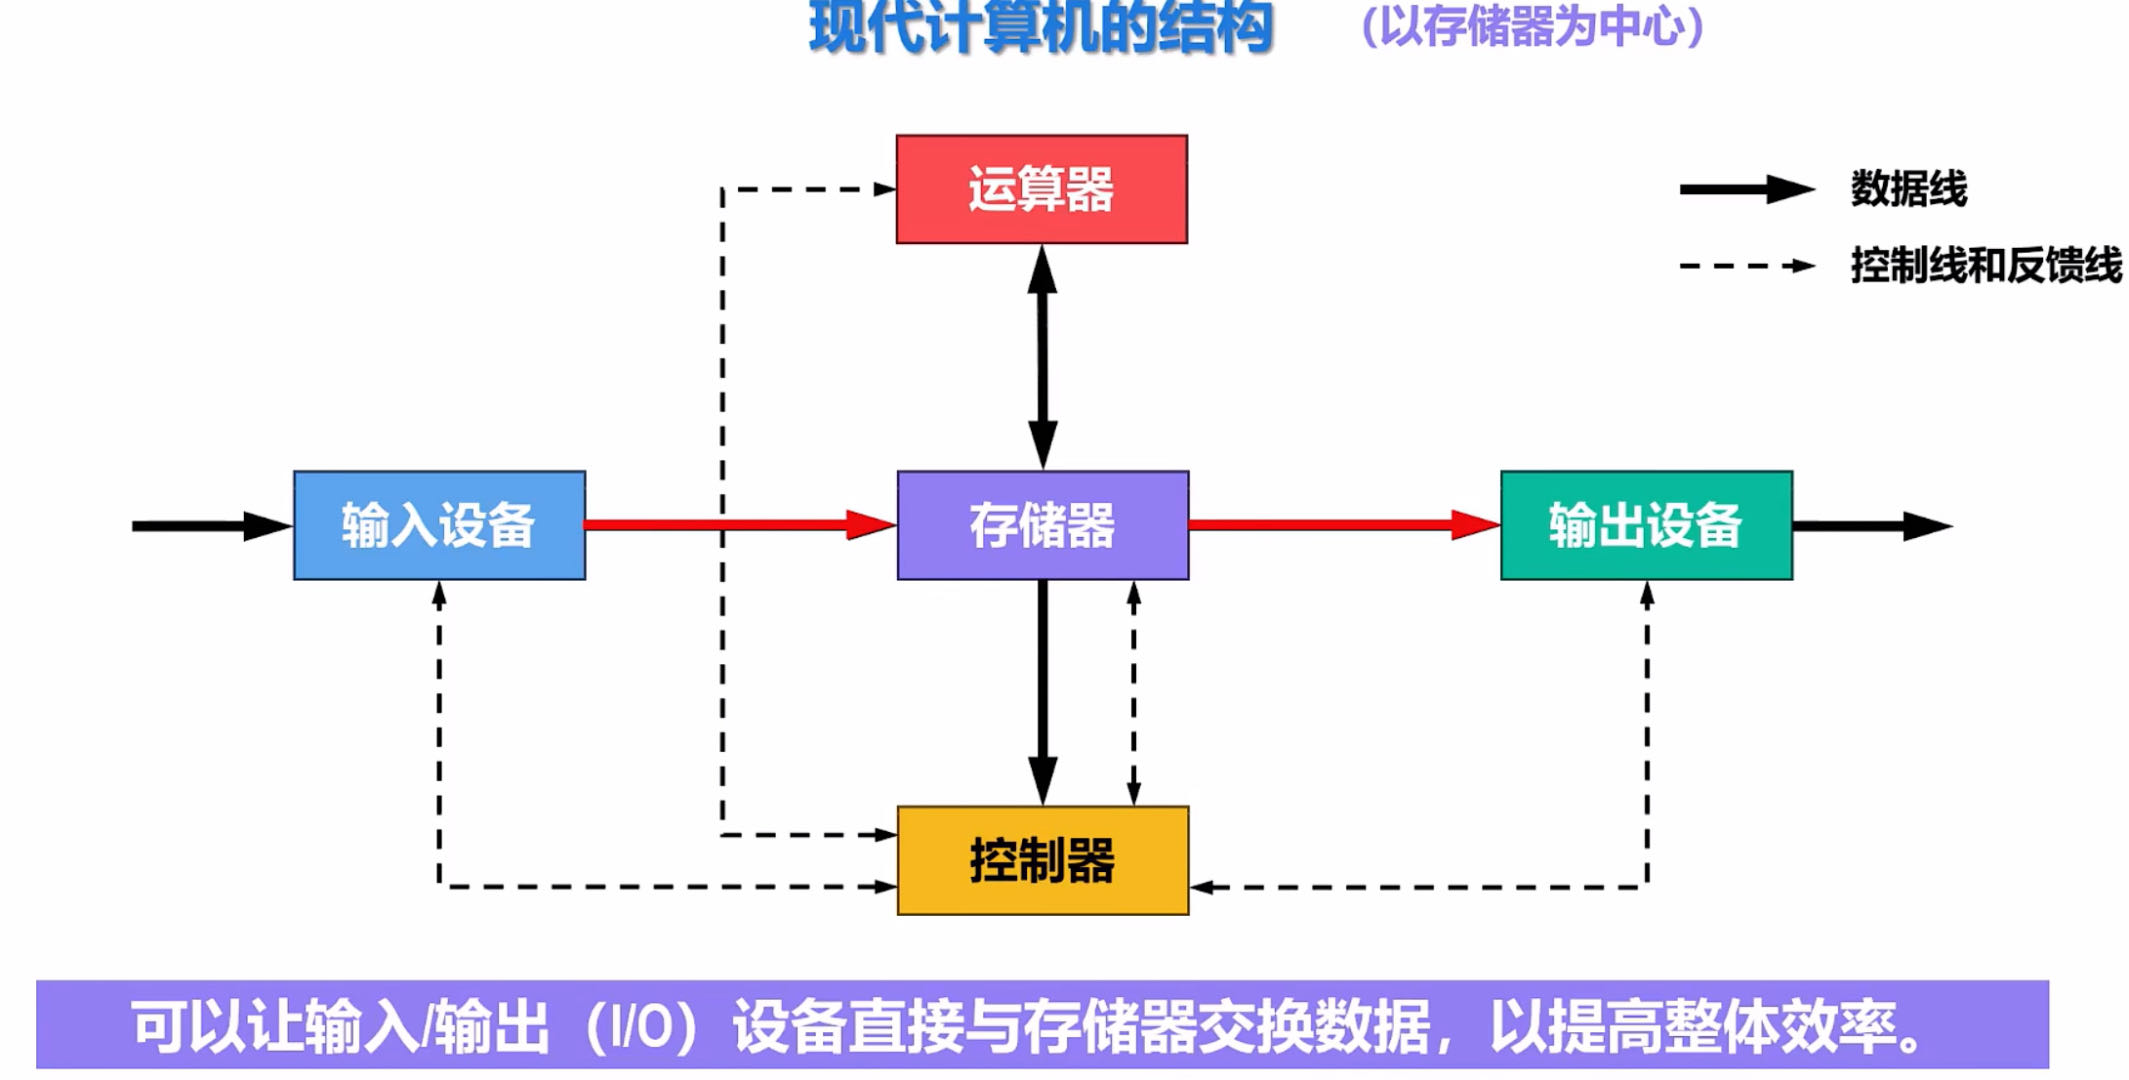 现代计算机的结构 （以存储器为中心）
运算器
数据线
控制线和反馈线
输入设备
存储器
输出设备
控制器
可以让输入/输出（I/O）设备直接与存储器交换数据，以提高整体效率。